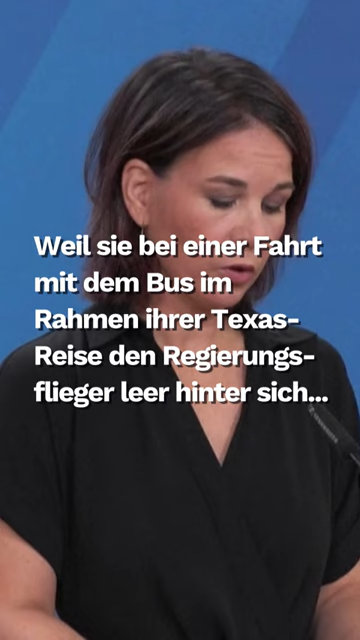 Weil sie bei einer Fahrt
mit dem Bus im
Rahmen ihrer Texas-
Reise den Regierungs-
flieger leer hinter sich...